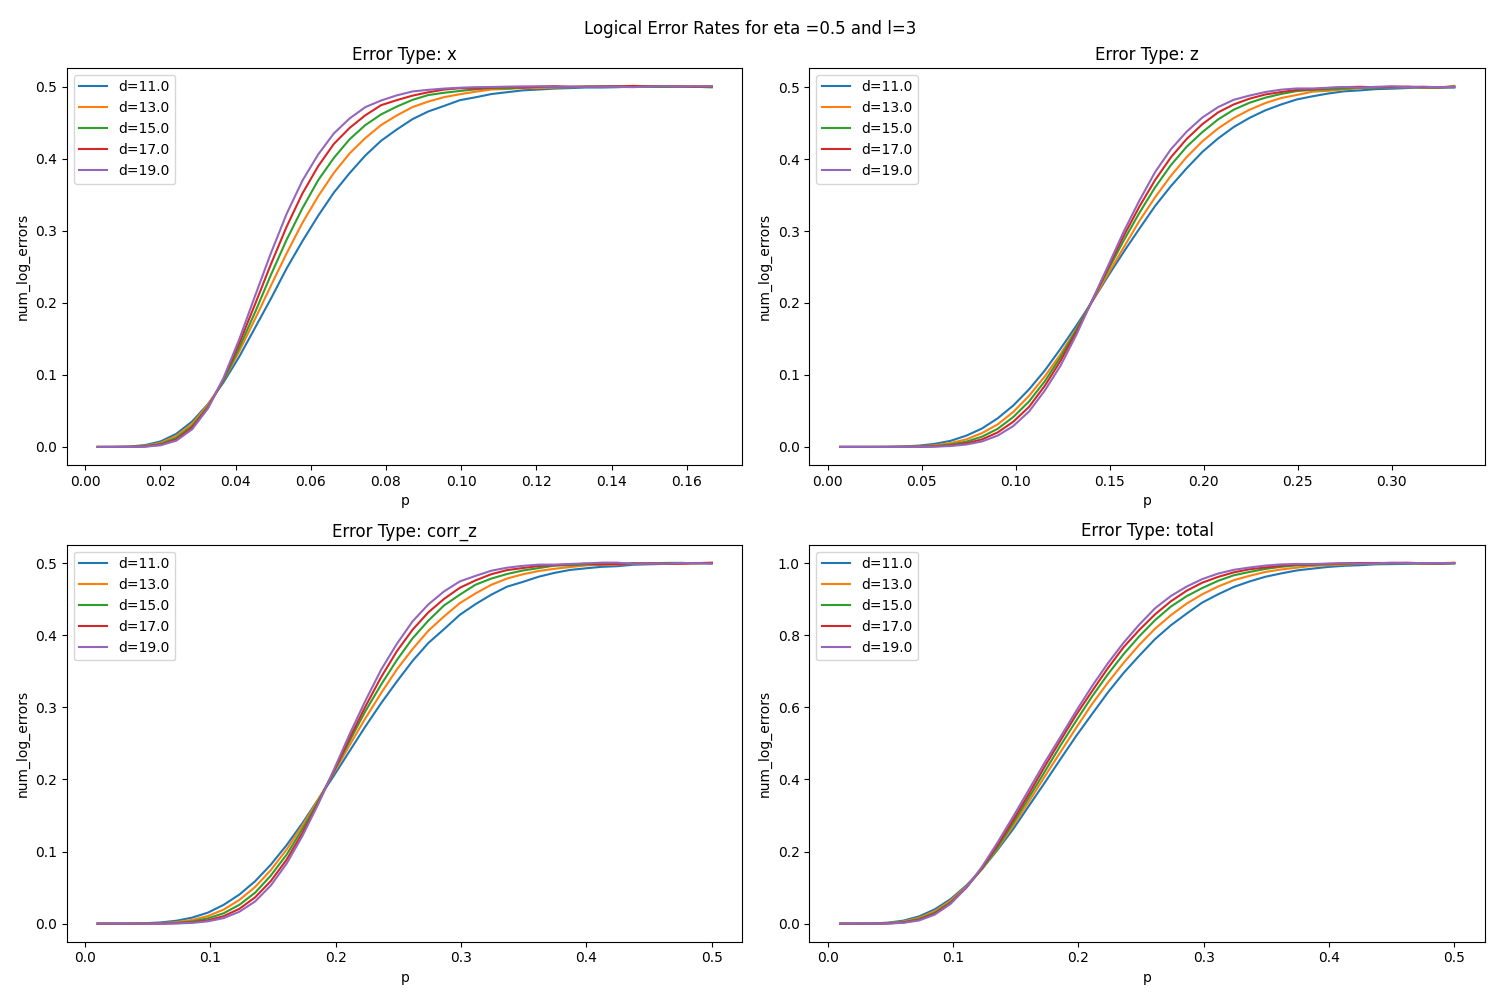 Logical Error Rates for eta =0.5 and l=3
Error Type: x
num_log_errors
0.5
0.4
0.3
0.2
0.1
0.0
d=11.0
d=13.0
d=15.0
d=17.0
d=19.0
0.00 0.02 0.04 0.06 0.08 0.10 0.12 0.14 0.16
p
Error Type: z
num_log_errors
0.5
0.4
0.3
0.2
0.1
0.0
d=11.0
d=13.0
d=15.0
d=17.0
d=19.0
0.00 0.05 0.10 0.15 0.20 0.25 0.30
p
Error Type: corr_z
num_log_errors
0.5
0.4
0.3
0.2
0.1
0.0
d=11.0
d=13.0
d=15.0
d=17.0
d=19.0
0.0 0.1 0.2 0.3 0.4 0.5
p
Error Type: total
num_log_errors
1.0
0.8
0.6
0.4
0.2
0.0
d=11.0
d=13.0
d=15.0
d=17.0
d=19.0
0.0 0.1 0.2 0.3 0.4 0.5
p